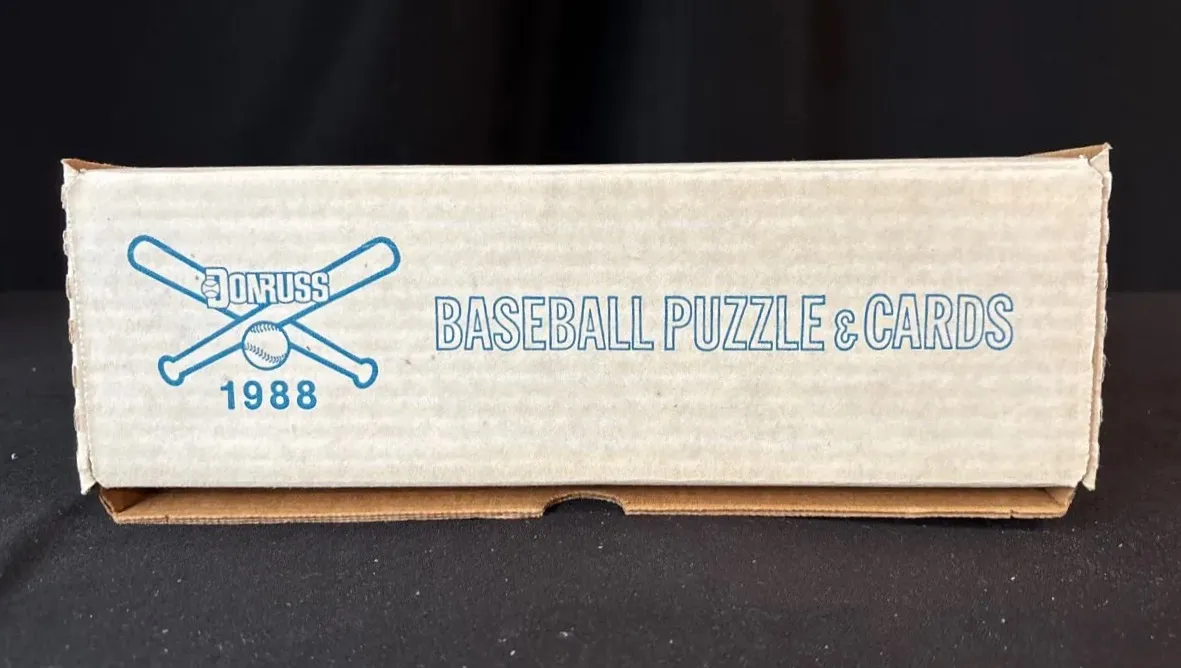 DONRUSS
1988
BASEBALL PUZZLE & CARDS